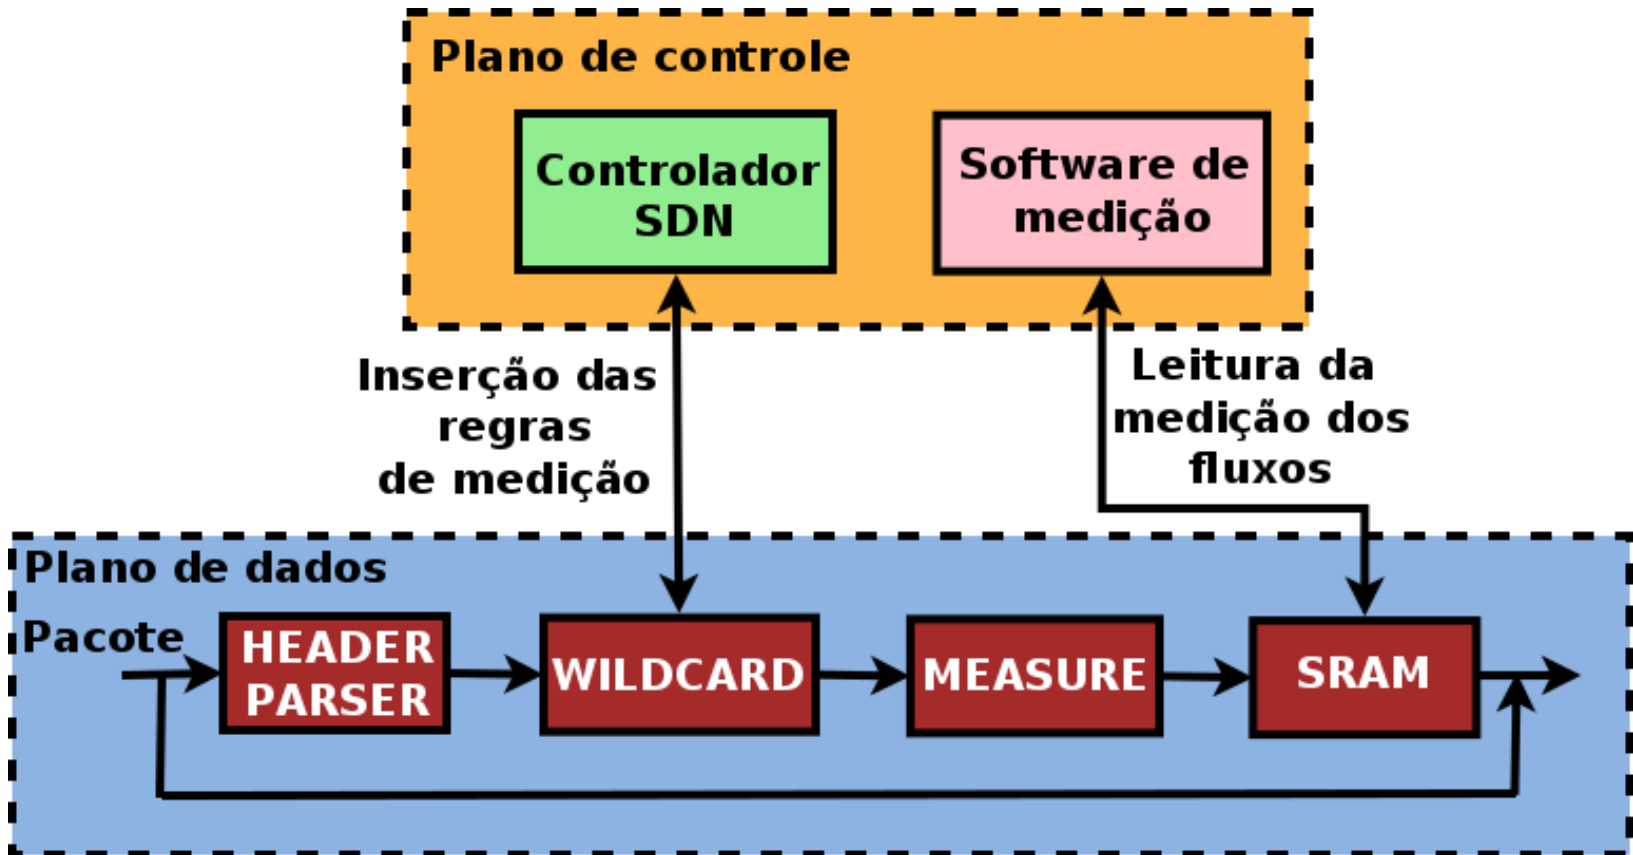 Plano de controle
Controlador
SDN
Software de
medição
Inserção das
regras
de medição
Leitura da
medição dos
fluxos
Plano de dados
Pacote
HEADER
PARSER
WILDCARD
MEASURE
SRAM